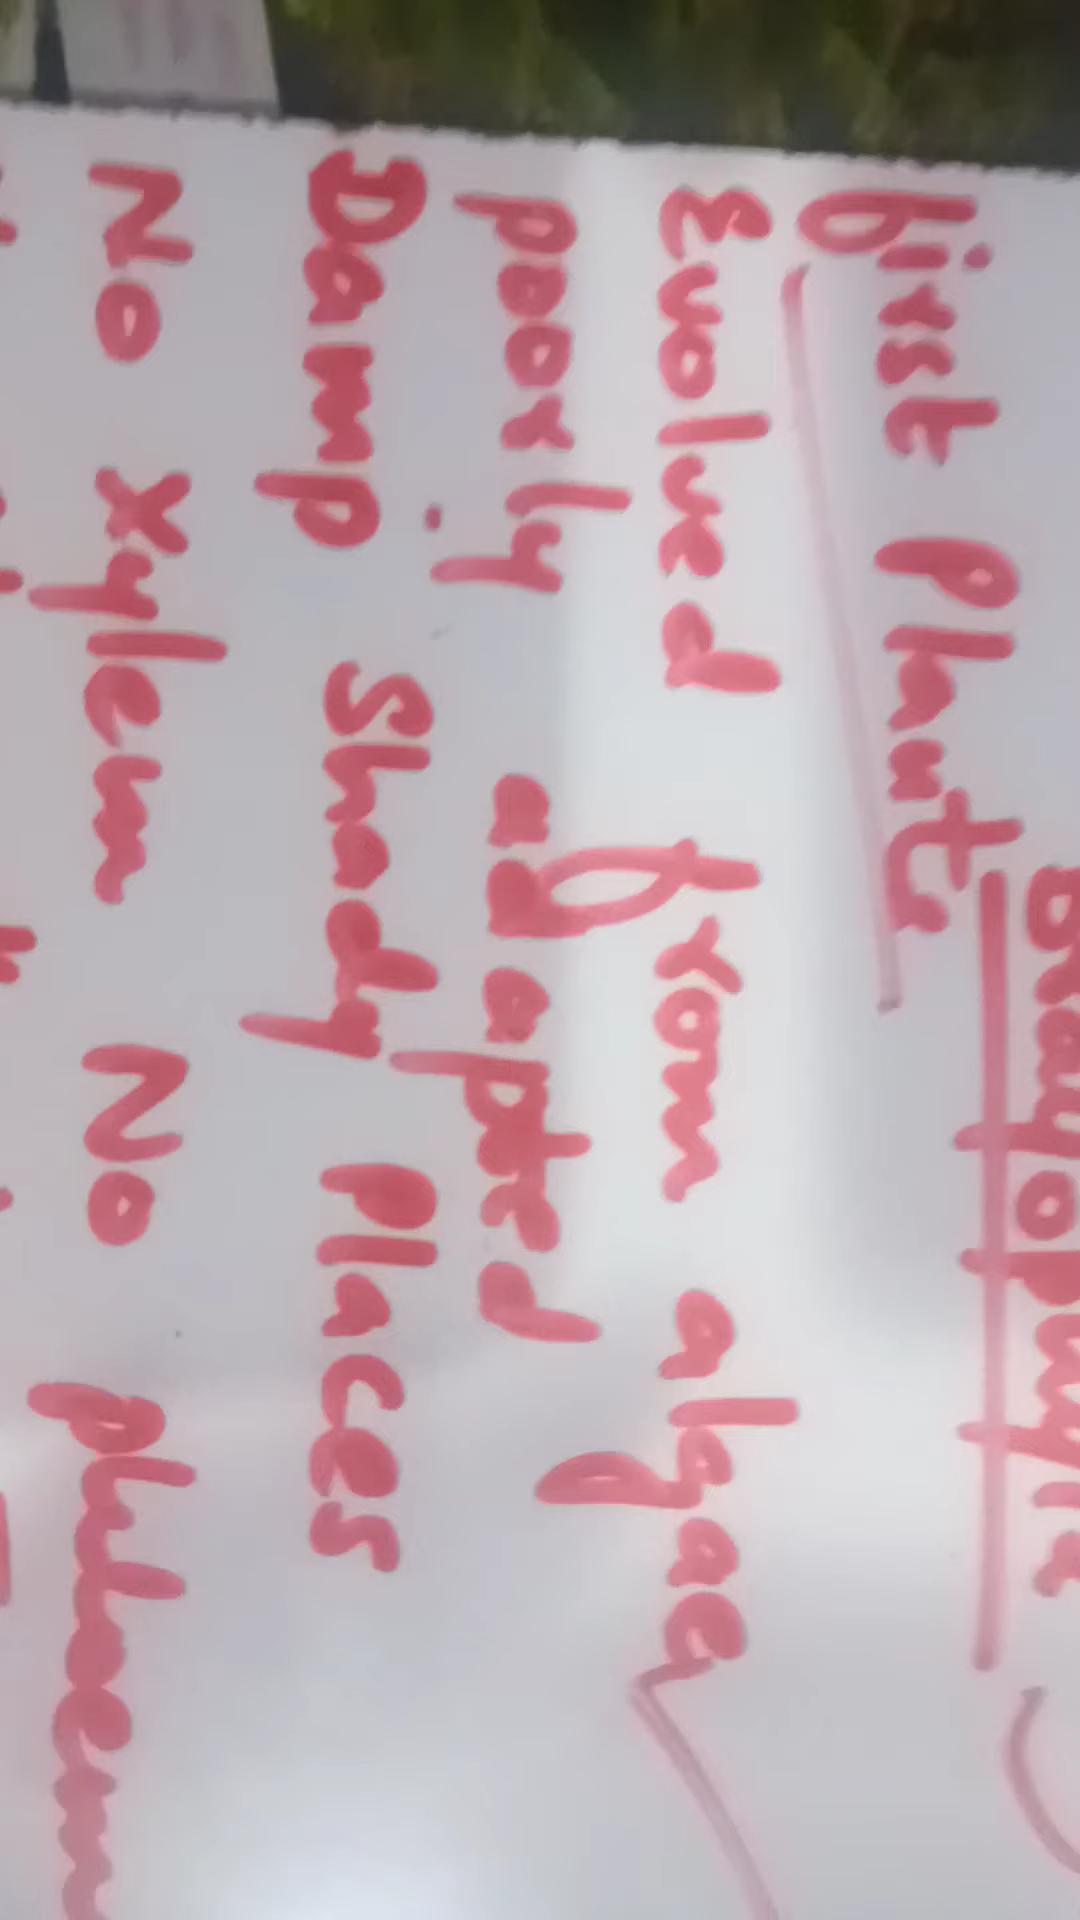 Bryophyte
first Plants
Evolved from algae
poorly adapted
Damp Shady Places
No xylem No phloem